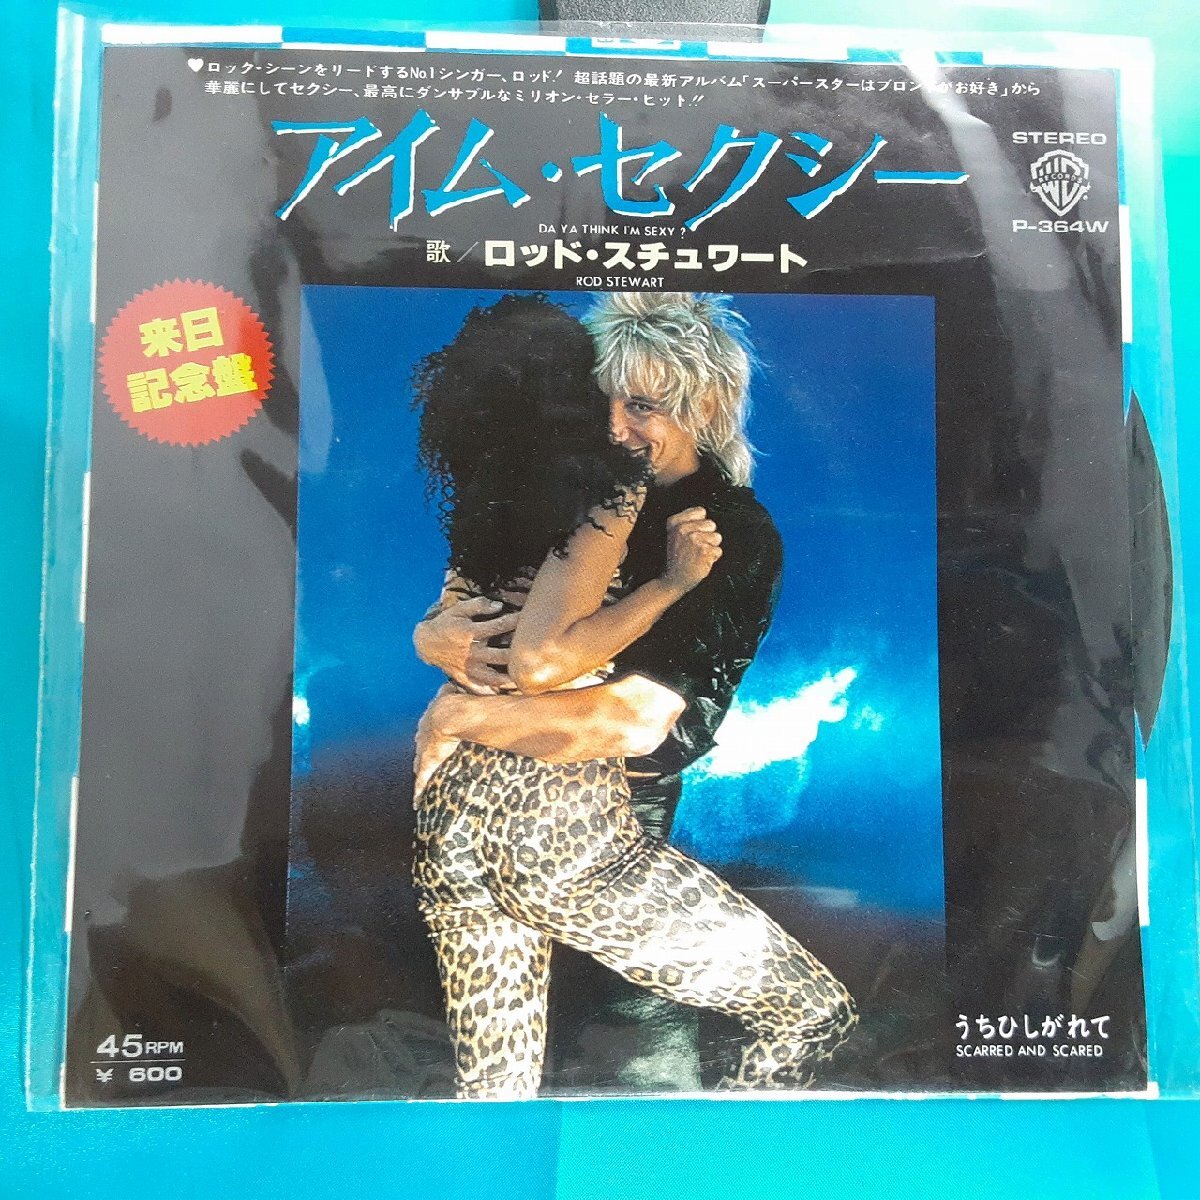 ♥ロック・シーンをリードするNo.1シンガー、ロッド! 超話題の最新アルバム「スーパースターはブロンドがお好き」から
華麗にしてセクシー、最高にダンサブルなミリオン・セラー・ヒット!!
アイム・セクシー
DA YA THINK I'M SEXY ?
歌/ロッド・スチュワート
ROD STEWART
STEREO
RECORDS
P-364W
来日
記念盤
うちひしがれて
SCARRED AND SCARED
45RPM
¥ 600